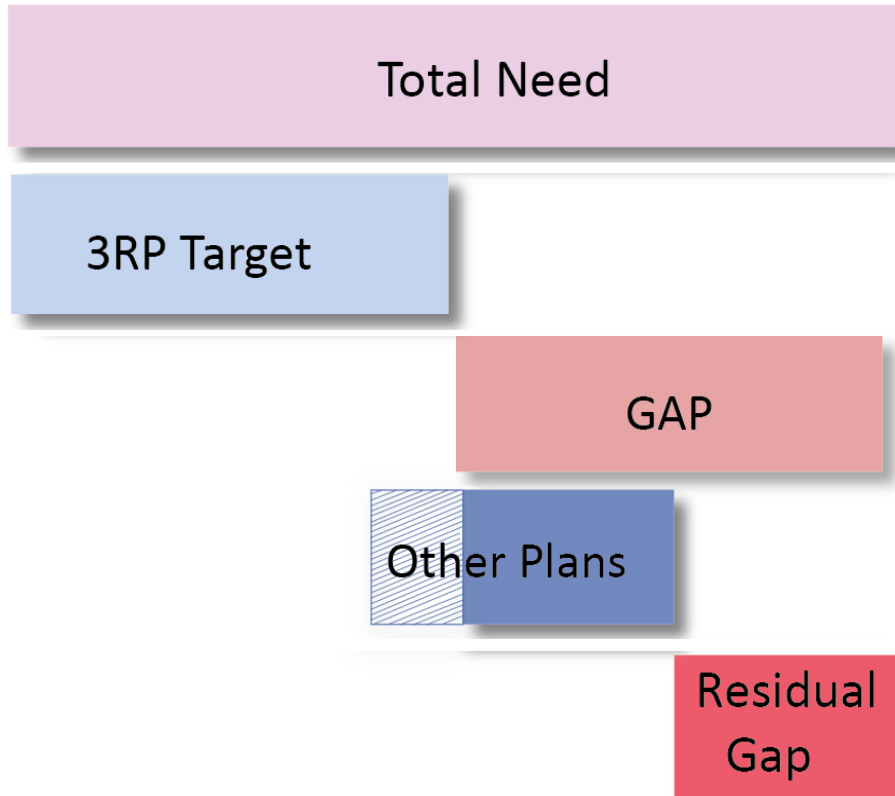 Total Need
3RP Target
GAP
Other Plans
Residual
Gap